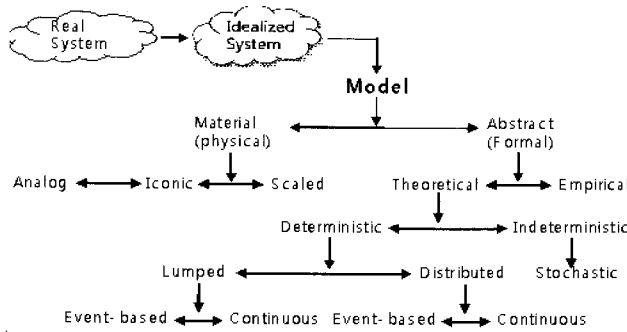 Real
System
Idealized
System
Model
Material
(physical)
Abstract
(Formal)
Analog Iconic Scaled
Theoretical Empirical
Deterministic Indeterministic
Lumped Distributed Stochastic
Event- based Continuous Event- based Continuous